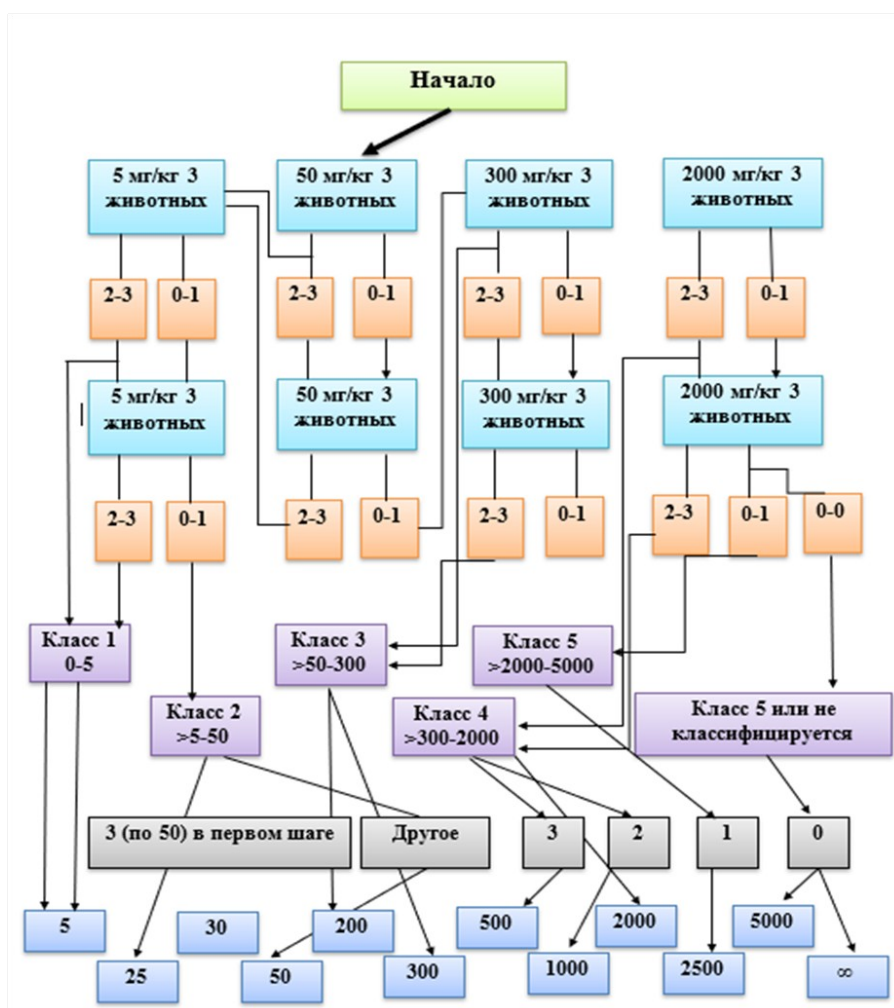 Начало
5 мг/кг 3
животных
50 мг/кг 3
животных
300 мг/кг 3
животных
2000 мг/кг 3
животных
2-3
0-1
2-3
0-1
2-3
0-1
2-3
0-1
5 мг/кг 3
животных
50 мг/кг 3
животных
300 мг/кг 3
животных
2000 мг/кг 3
животных
2-3
0-1
2-3
0-1
2-3
0-1
2-3
0-1
0-0
Класс 1
0-5
Класс 3
>50-300
Класс 5
>2000-5000
Класс 2
>5-50
Класс 4
>300-2000
Класс 5 или не
классифицируется
3 (по 50) в первом шаге
Другое
3
2
1
0
5
30
200
500
2000
5000
25
50
300
1000
2500
∞